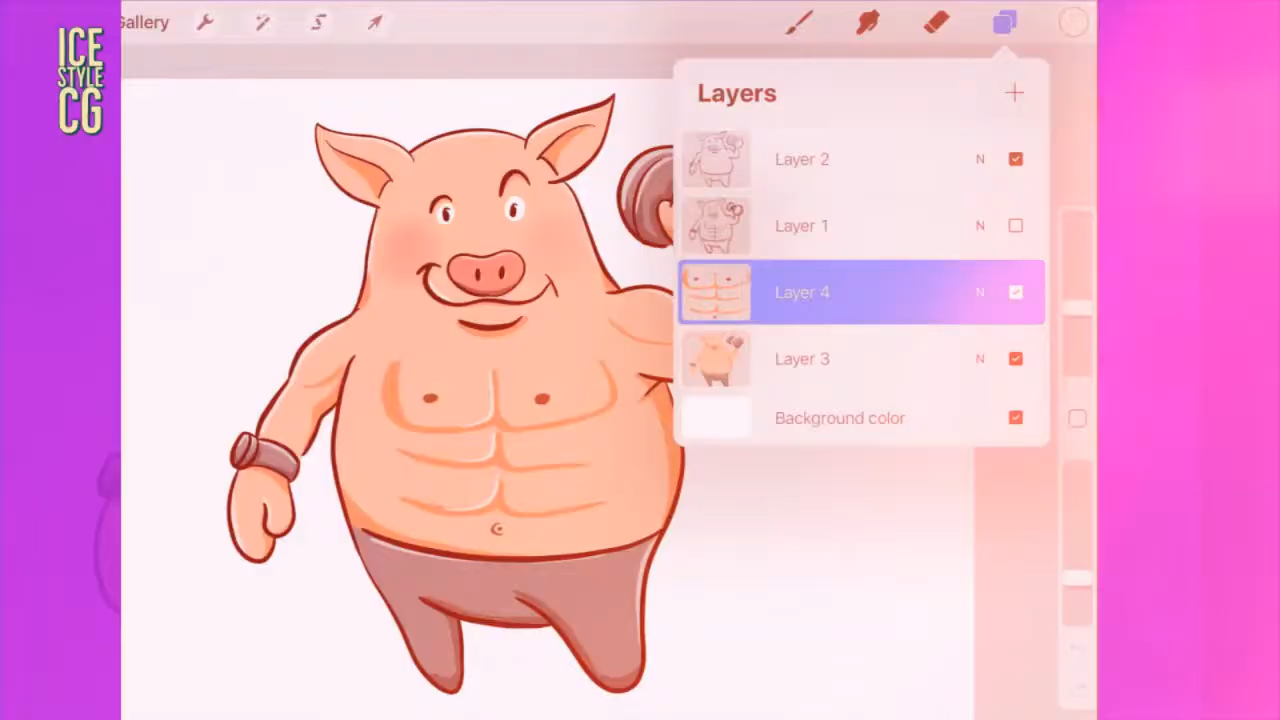 Gallery
ICE
STYLE
CG
Layers
Layer 2 N
Layer 1 N
Layer 4 N
Layer 3 N
Background color